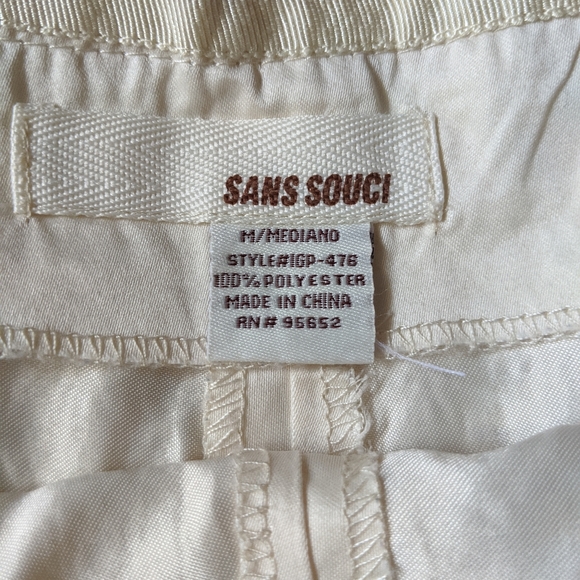 SANS SOUCI
M/MEDIANO
STYLE#IGP-476
100% POLYESTER
MADE IN CHINA
RN# 95652